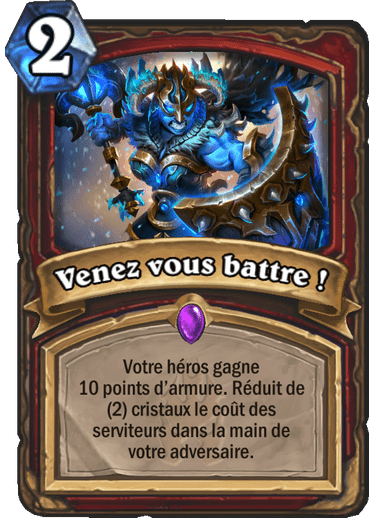 2
Venez vous battre !
Votre héros gagne
10 points d’armure. Réduit de
(2) cristaux le coût des
serviteurs dans la main de
votre adversaire.